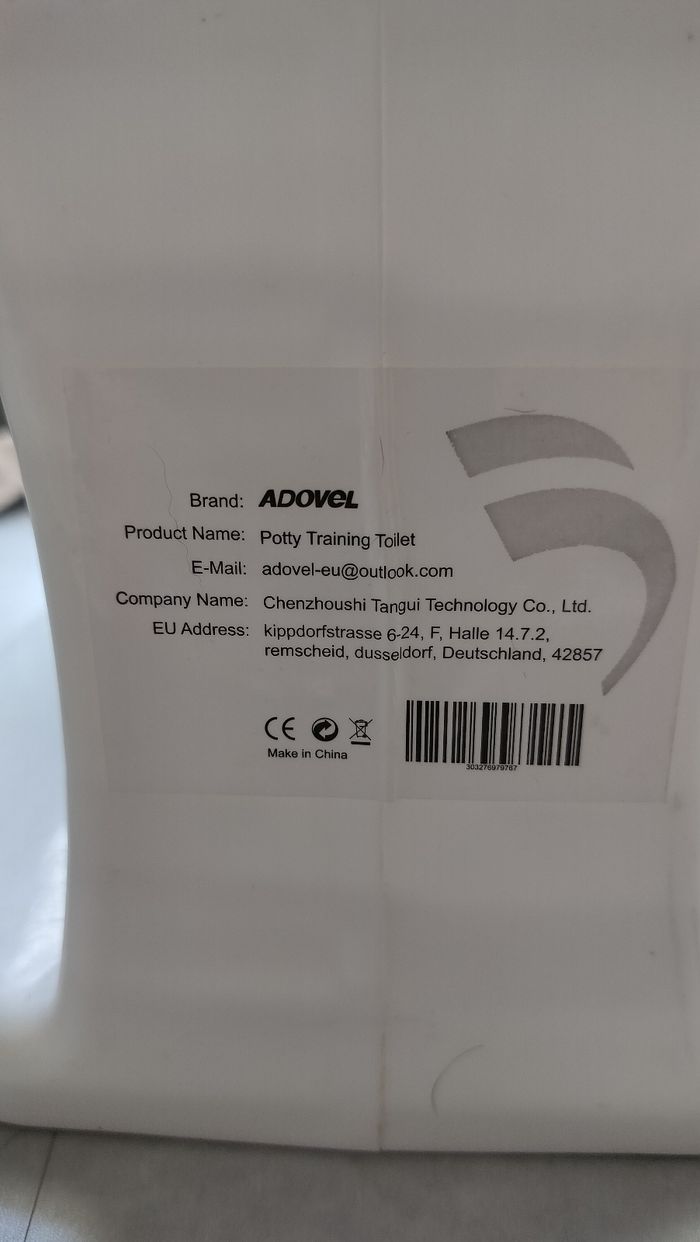 Brand: ADOVEL
Product Name: Potty Training Toilet
E-Mail: adovel-eu@outlook.com
Company Name: Chenzhoushi Tangui Technology Co., Ltd.
EU Address: kippdorfstrasse 6-24, F, Halle 14.7.2,
remscheid, dusseldorf, Deutschland, 42857
CE
Make in China
303276979767